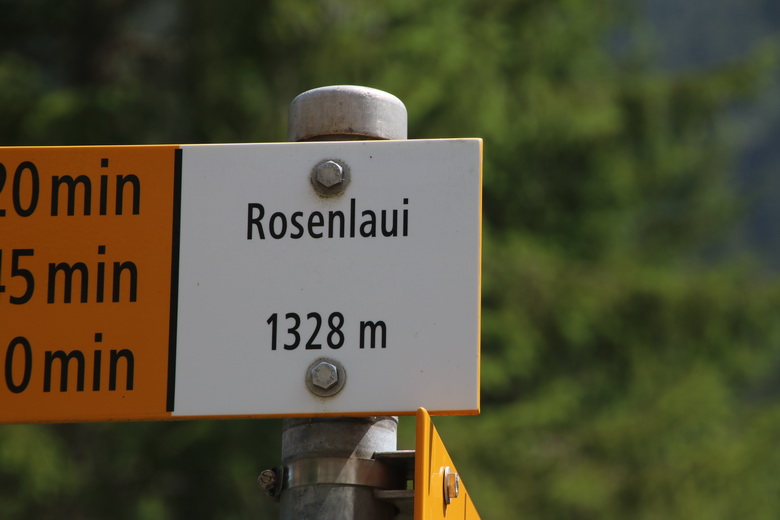 20 min
45 min
0 min
Rosenlaui
1328 m